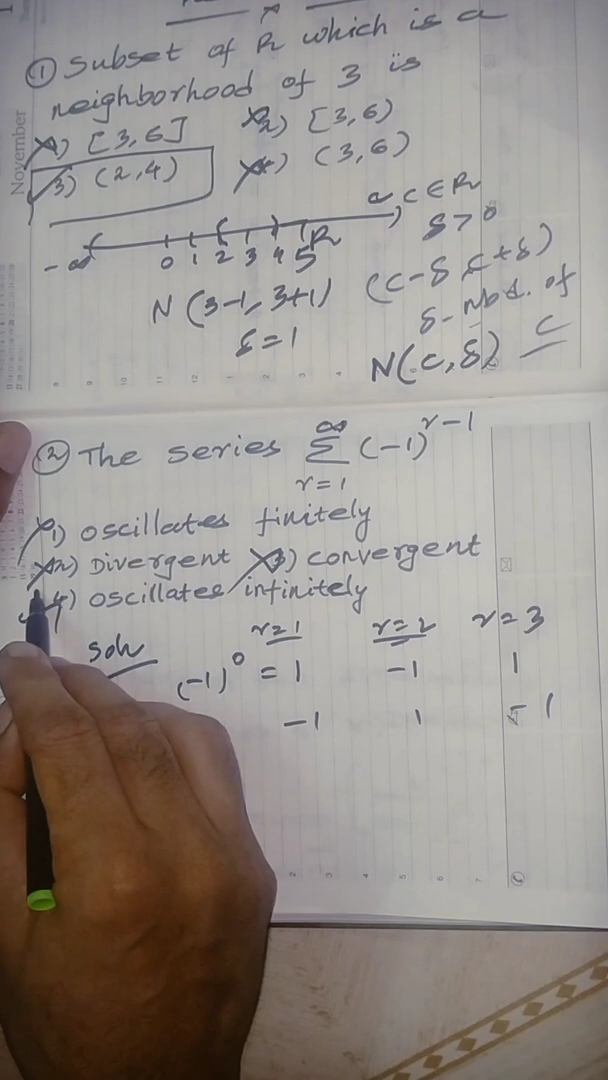 ① Subset of R which is a
neighborhood of 3 is
1) [3,6] 2) [3,6)
3) (2,4) 4) (3,6)
c ∈ R
-∞ 0 1 2 3 4 5 R ∞
δ > 0
N (3-1, 3+1) (c-δ, c+δ)
δ = 1 δ-nbd. of
N(c, δ) c
November
② The series ∞ Σ r=1 (-1)^r-1
1) oscillates finitely
2) Divergent 3) convergent
4) oscillates infinitely
Soln r=1 r=2 r=3
(-1)^0 = 1 -1 1
-1 1 -1